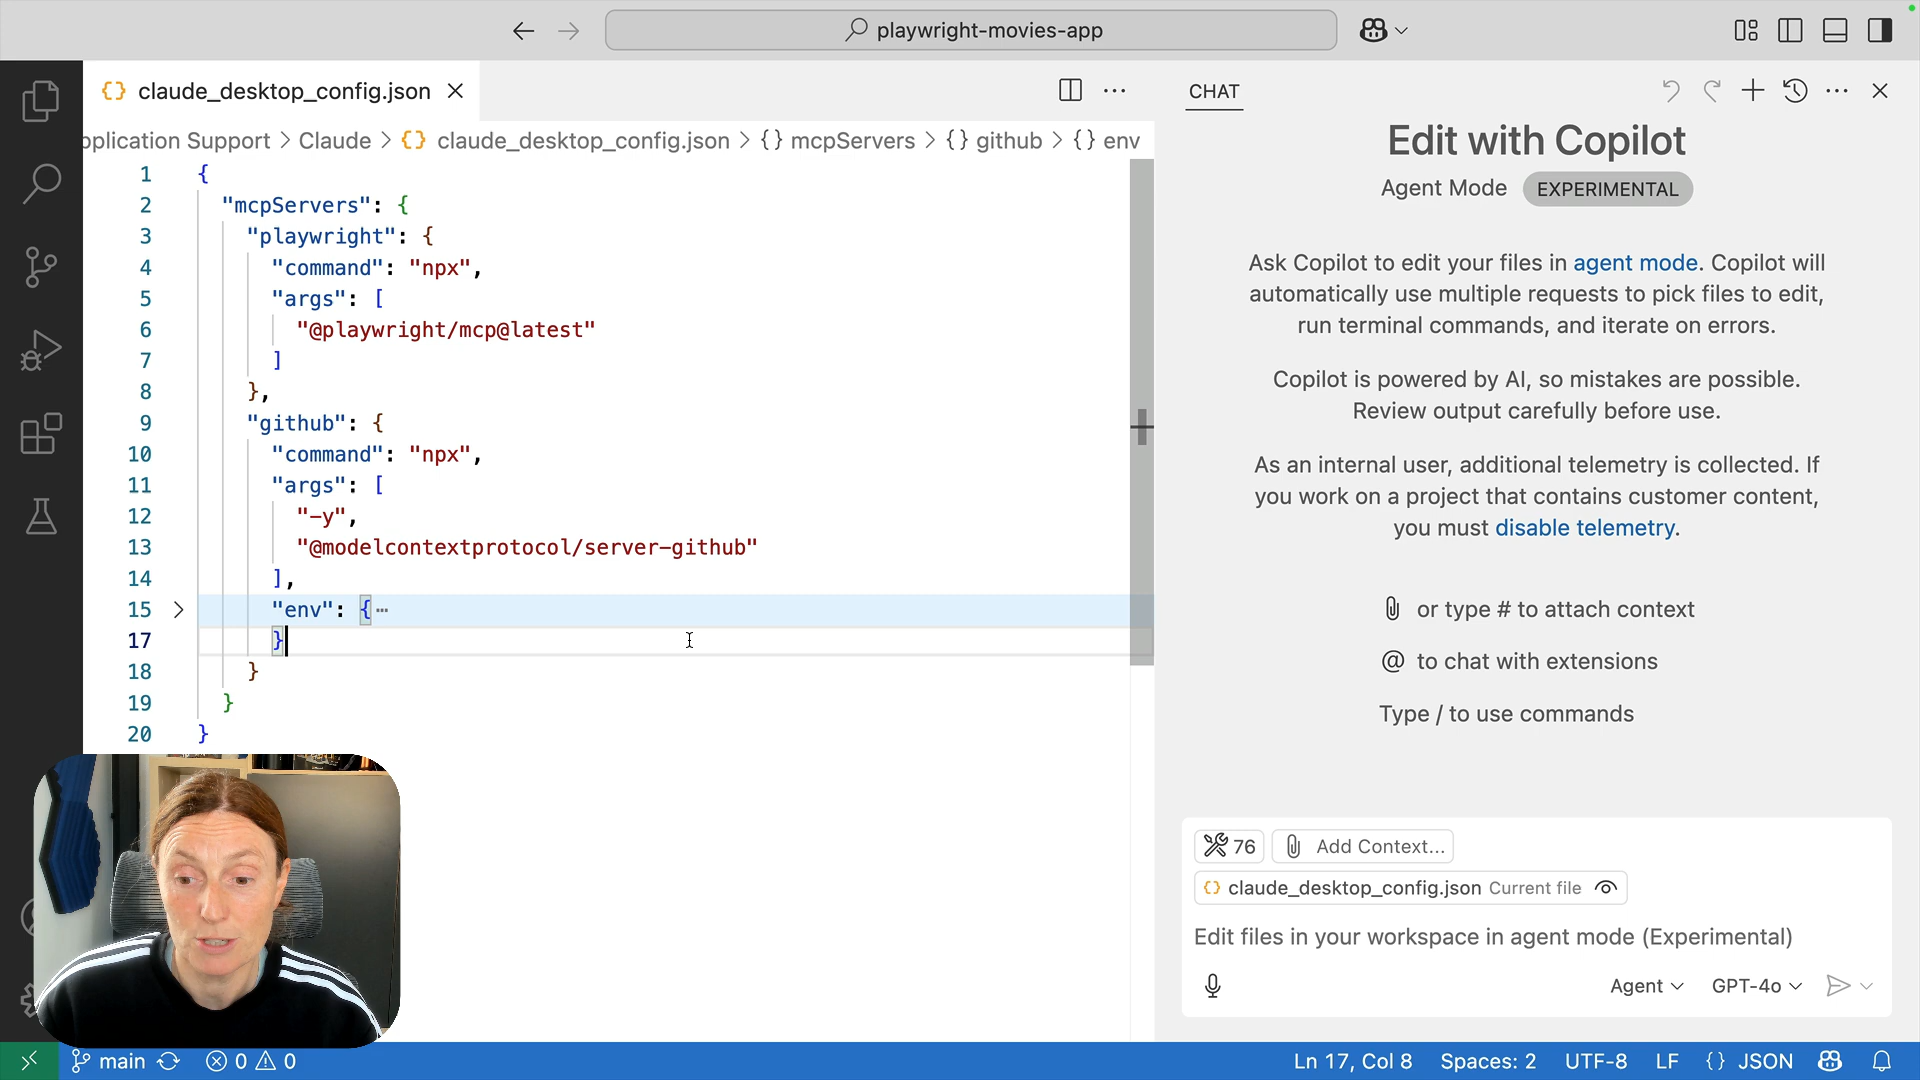 playwright-movies-app
claude_desktop_config.json
pplication Support > Claude > {} claude_desktop_config.json > {} mcpServers > {} github > {} env
1 {
2 "mcpServers": {
3 "playwright": {
4 "command": "npx",
5 "args": [
6 "@playwright/mcp@latest"
7 ]
8 },
9 "github": {
10 "command": "npx",
11 "args": [
12 "-y",
13 "@modelcontextprotocol/server-github"
14 ],
15 "env": {…
17 }
18 }
19 }
20 }
CHAT
Edit with Copilot
Agent Mode EXPERIMENTAL
Ask Copilot to edit your files in agent mode. Copilot will
automatically use multiple requests to pick files to edit,
run terminal commands, and iterate on errors.
Copilot is powered by AI, so mistakes are possible.
Review output carefully before use.
As an internal user, additional telemetry is collected. If
you work on a project that contains customer content,
you must disable telemetry.
or type # to attach context
@ to chat with extensions
Type / to use commands
76 Add Context...
{} claude_desktop_config.json Current file
Edit files in your workspace in agent mode (Experimental)
Agent GPT-4o
main 0 0 Ln 17, Col 8 Spaces: 2 UTF-8 LF {} JSON